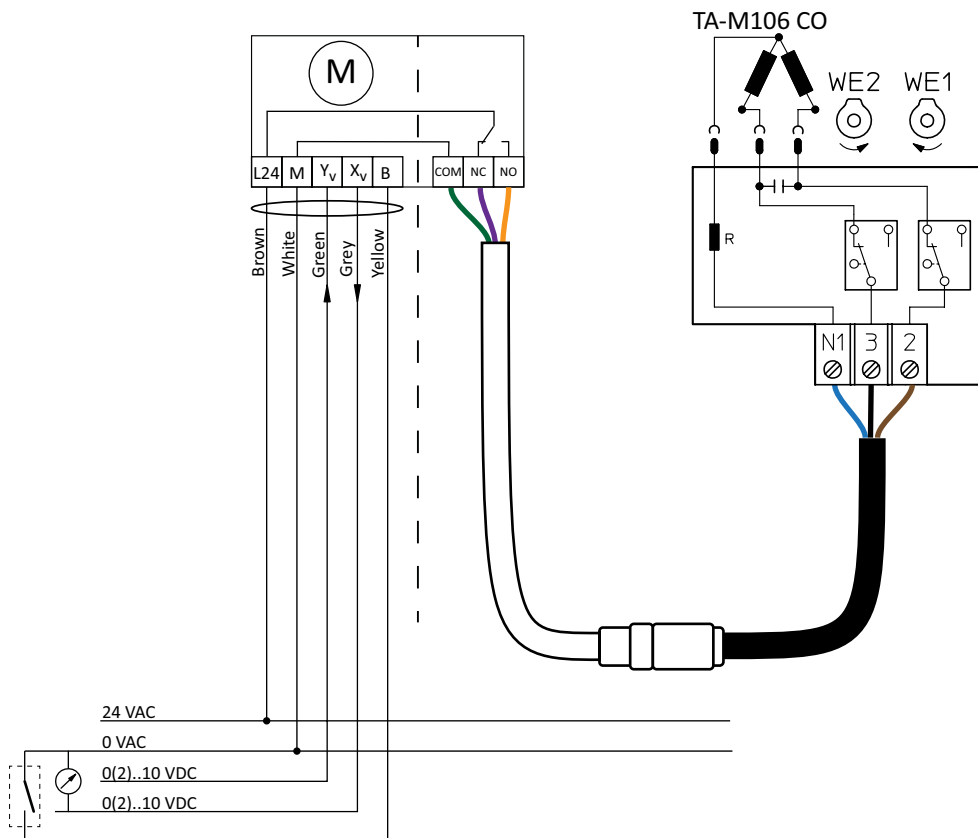 TA-M106 CO
M
WE2 WE1
L24 M Yv Xv B COM NC NO
R
Brown
White
Green
Grey
Yellow
N1 3 2
24 VAC
0 VAC
0(2)..10 VDC
0(2)..10 VDC